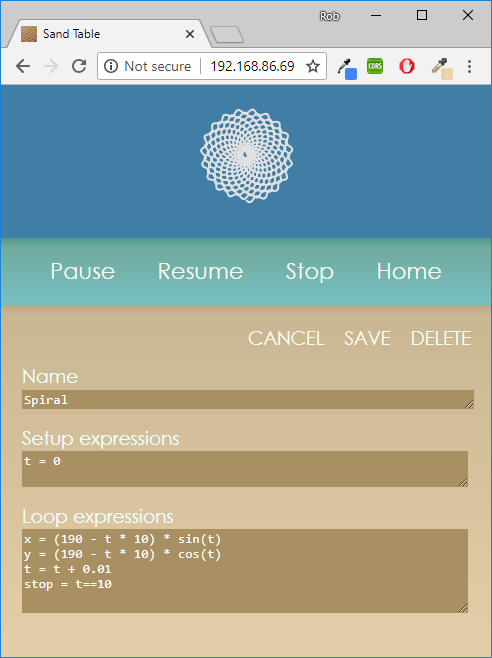 Rob
Sand Table
Not secure 192.168.86.69
CORS
Pause Resume Stop Home
CANCEL SAVE DELETE
Name
Spiral
Setup expressions
t = 0
Loop expressions
x = (190 - t * 10) * sin(t)
y = (190 - t * 10) * cos(t)
t = t + 0.01
stop = t==10